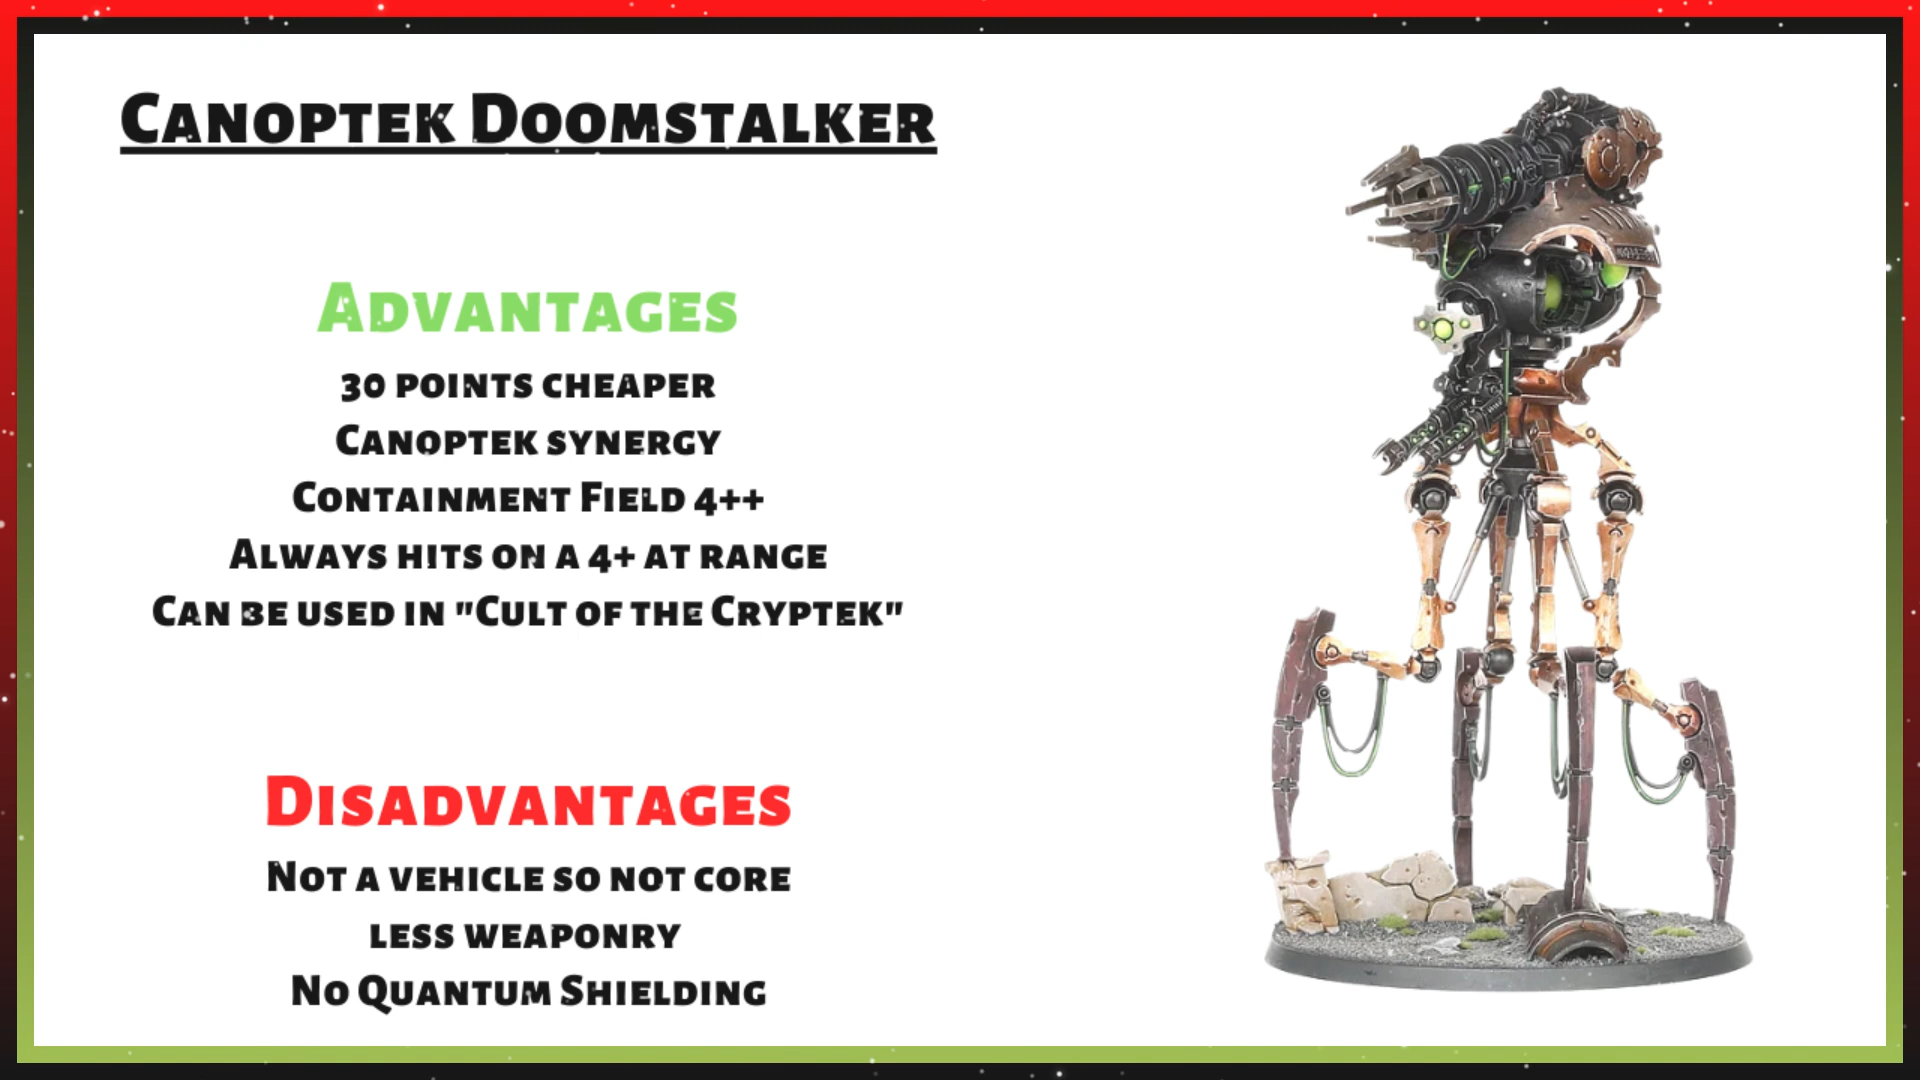 Canoptek Doomstalker
Advantages
30 points cheaper
Canoptek synergy
Containment Field 4++
Always hits on a 4+ at range
Can be used in "Cult of the Cryptek"
Disadvantages
Not a vehicle so not core
less weaponry
No Quantum Shielding